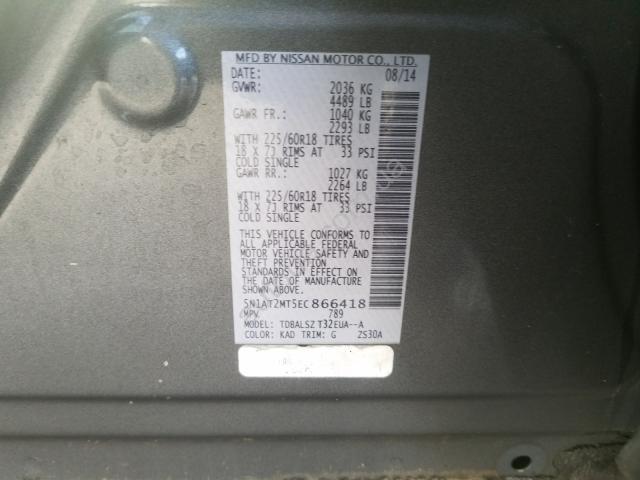 MFD BY NISSAN MOTOR CO., LTD.
DATE: 08/14
GVWR: 2036 KG
4489 LB
GAWR FR.: 1040 KG
2293 LB
WITH 225/60R18 TIRES
18 X 7J RIMS AT 33 PSI
COLD SINGLE
GAWR RR.: 1027 KG
2264 LB
WITH 225/60R18 TIRES
18 X 7J RIMS AT 33 PSI
COLD SINGLE
THIS VEHICLE CONFORMS TO
ALL APPLICABLE FEDERAL
MOTOR VEHICLE SAFETY AND
THEFT PREVENTION
STANDARDS IN EFFECT ON
THE DATE OF MANUFACTURE
SHOWN ABOVE.
5N1AT2MT5EC866418
MPV 789
MODEL: TDBALSZ T32EUA--A
COLOR: KAD TRIM: G ZS30A